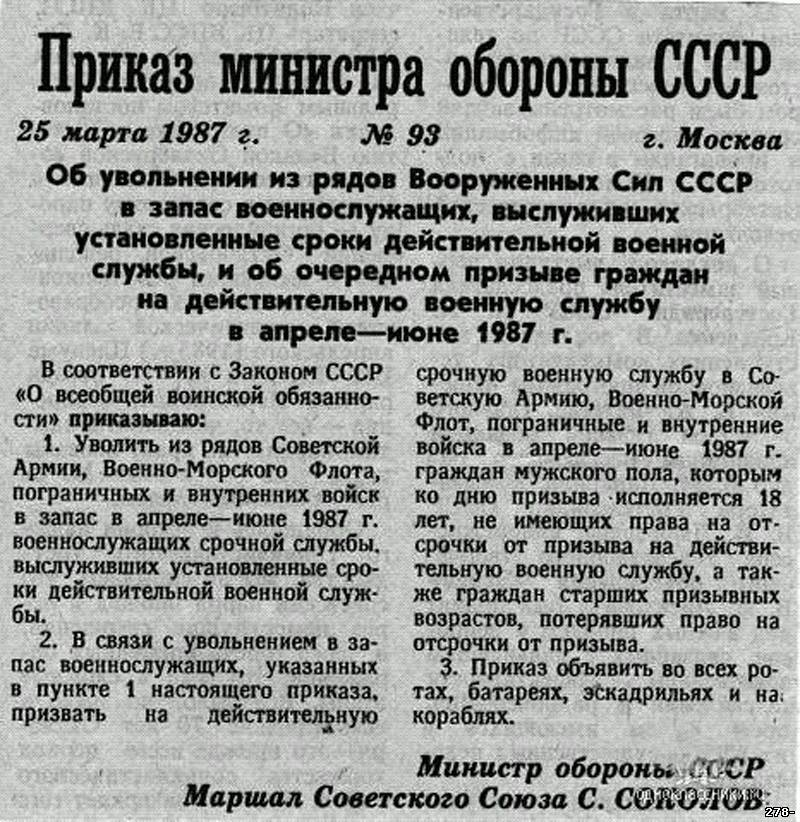 Приказ министра обороны СССР
25 марта 1987 г. № 93 г. Москва
Об увольнении из рядов Вооруженных Сил СССР
в запас военнослужащих, выслуживших
установленные сроки действительной военной
службы, и об очередном призыве граждан
на действительную военную службу
в апреле—июне 1987 г.
В соответствии с Законом СССР
«О всеобщей воинской обязанно-
сти» приказываю:
1. Уволить из рядов Советской
Армии, Военно-Морского Флота,
пограничных и внутренних войск
в запас в апреле—июне 1987 г.
военнослужащих срочной службы,
выслуживших установленные сро-
ки действительной военной служ-
бы.
2. В связи с увольнением в за-
пас военнослужащих, указанных
в пункте 1 настоящего приказа,
призвать на действительную
срочную военную службу в Со-
ветскую Армию, Военно-Морской
Флот, пограничные и внутренние
войска в апреле—июне 1987 г.
граждан мужского пола, которым
ко дню призыва исполняется 18
лет, не имеющих права на от-
срочки от призыва на действи-
тельную военную службу, а так-
же граждан старших призывных
возрастов, потерявших право на
отсрочки от призыва.
3. Приказ объявить во всех ро-
тах, батареях, эскадрильях и на
кораблях.
Министр обороны СССР
Маршал Советского Союза С. СОКОЛОВ
одноклассники.ru
278-